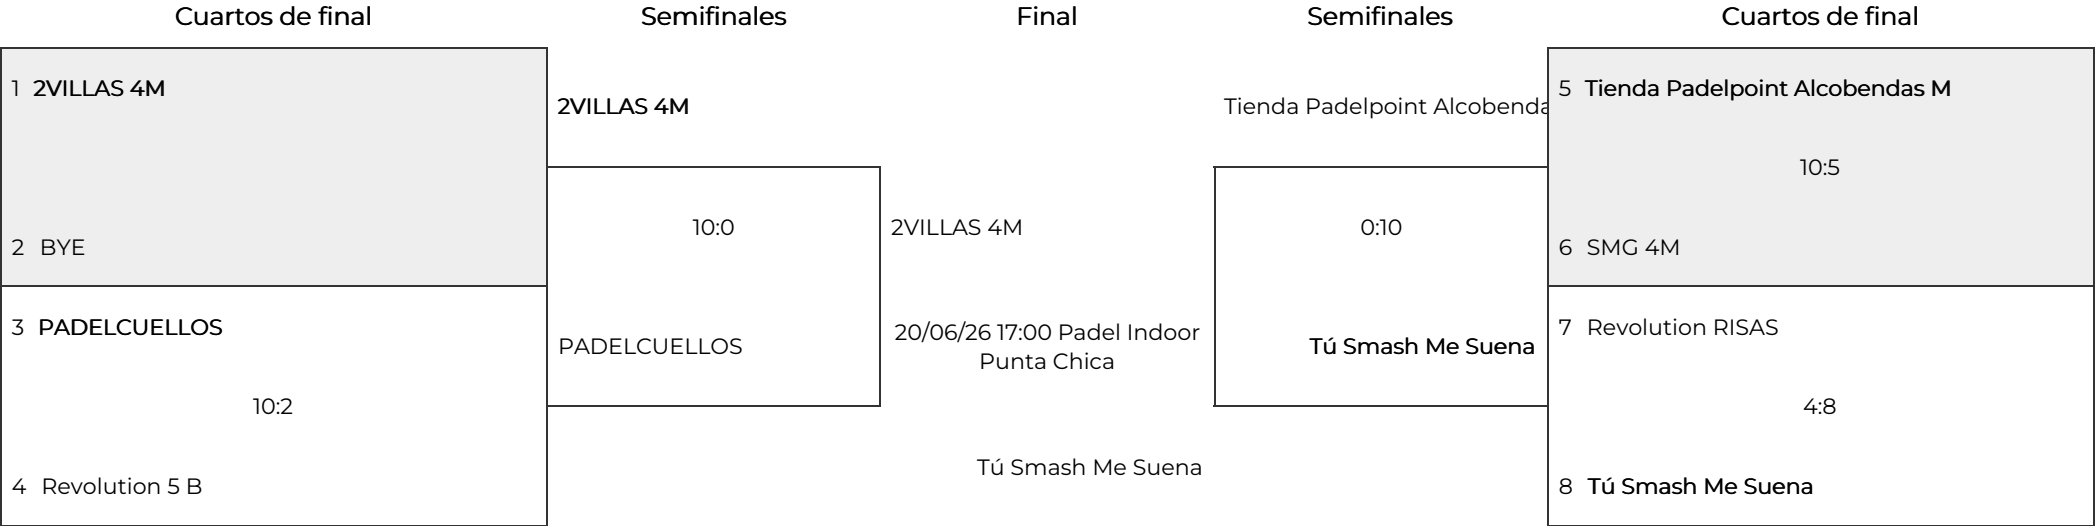 Cuartos de final
Semifinales
Final
Semifinales
Cuartos de final
1 2VILLAS 4M
2 BYE
3 PADELCUELLOS
10:2
4 Revolution 5 B
2VILLAS 4M
10:0
PADELCUELLOS
2VILLAS 4M
20/06/26 17:00 Padel Indoor
Punta Chica
Tú Smash Me Suena
Tienda Padelpoint Alcobenda
0:10
Tú Smash Me Suena
5 Tienda Padelpoint Alcobendas M
10:5
6 SMG 4M
7 Revolution RISAS
4:8
8 Tú Smash Me Suena